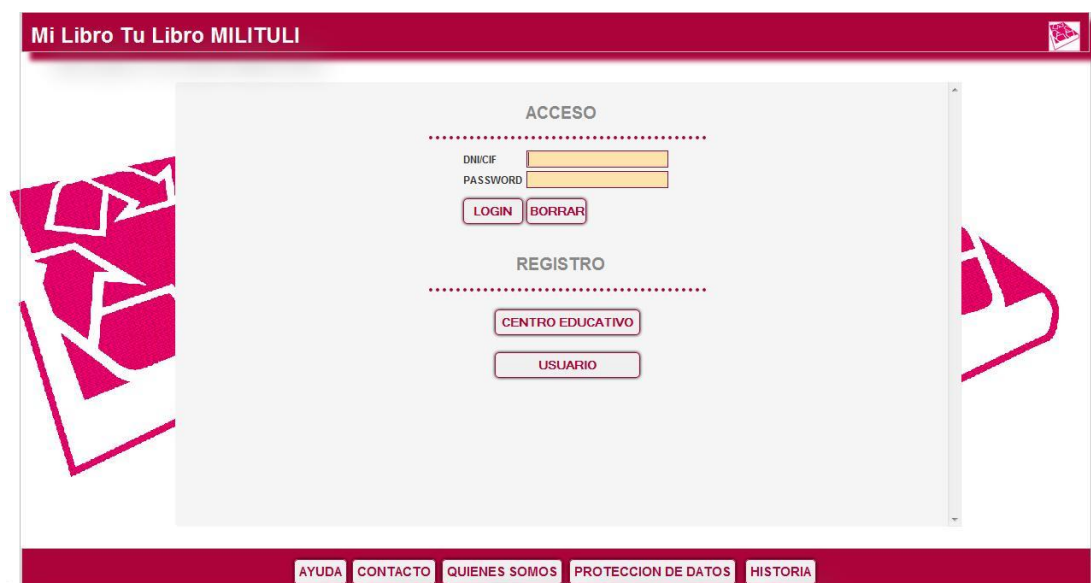 Mi Libro Tu Libro MILITULI
ACCESO
DNI/CIF
PASSWORD
LOGIN BORRAR
REGISTRO
CENTRO EDUCATIVO
USUARIO
AYUDA CONTACTO QUIENES SOMOS PROTECCION DE DATOS HISTORIA